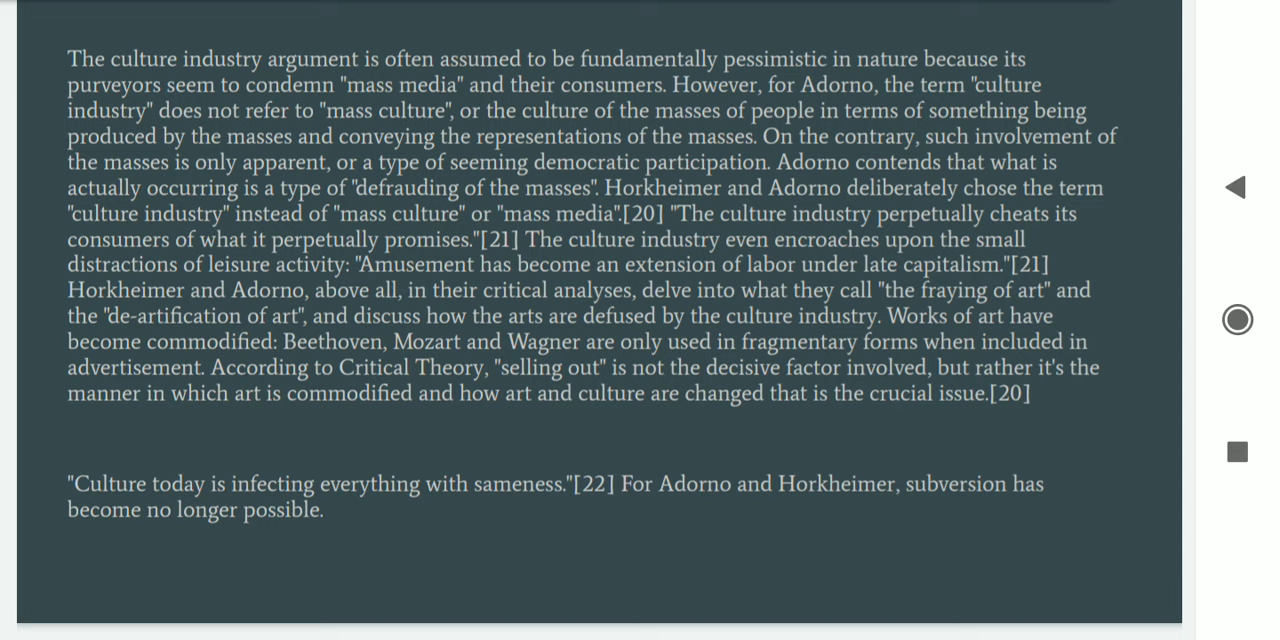 The culture industry argument is often assumed to be fundamentally pessimistic in nature because its
purveyors seem to condemn "mass media" and their consumers. However, for Adorno, the term "culture
industry" does not refer to "mass culture", or the culture of the masses of people in terms of something being
produced by the masses and conveying the representations of the masses. On the contrary, such involvement of
the masses is only apparent, or a type of seeming democratic participation. Adorno contends that what is
actually occurring is a type of "defrauding of the masses". Horkheimer and Adorno deliberately chose the term
"culture industry" instead of "mass culture" or "mass media".[20] "The culture industry perpetually cheats its
consumers of what it perpetually promises."[21] The culture industry even encroaches upon the small
distractions of leisure activity: "Amusement has become an extension of labor under late capitalism."[21]
Horkheimer and Adorno, above all, in their critical analyses, delve into what they call "the fraying of art" and
the "de-artification of art", and discuss how the arts are defused by the culture industry. Works of art have
become commodified: Beethoven, Mozart and Wagner are only used in fragmentary forms when included in
advertisement. According to Critical Theory, "selling out" is not the decisive factor involved, but rather it's the
manner in which art is commodified and how art and culture are changed that is the crucial issue.[20]
"Culture today is infecting everything with sameness."[22] For Adorno and Horkheimer, subversion has
become no longer possible.